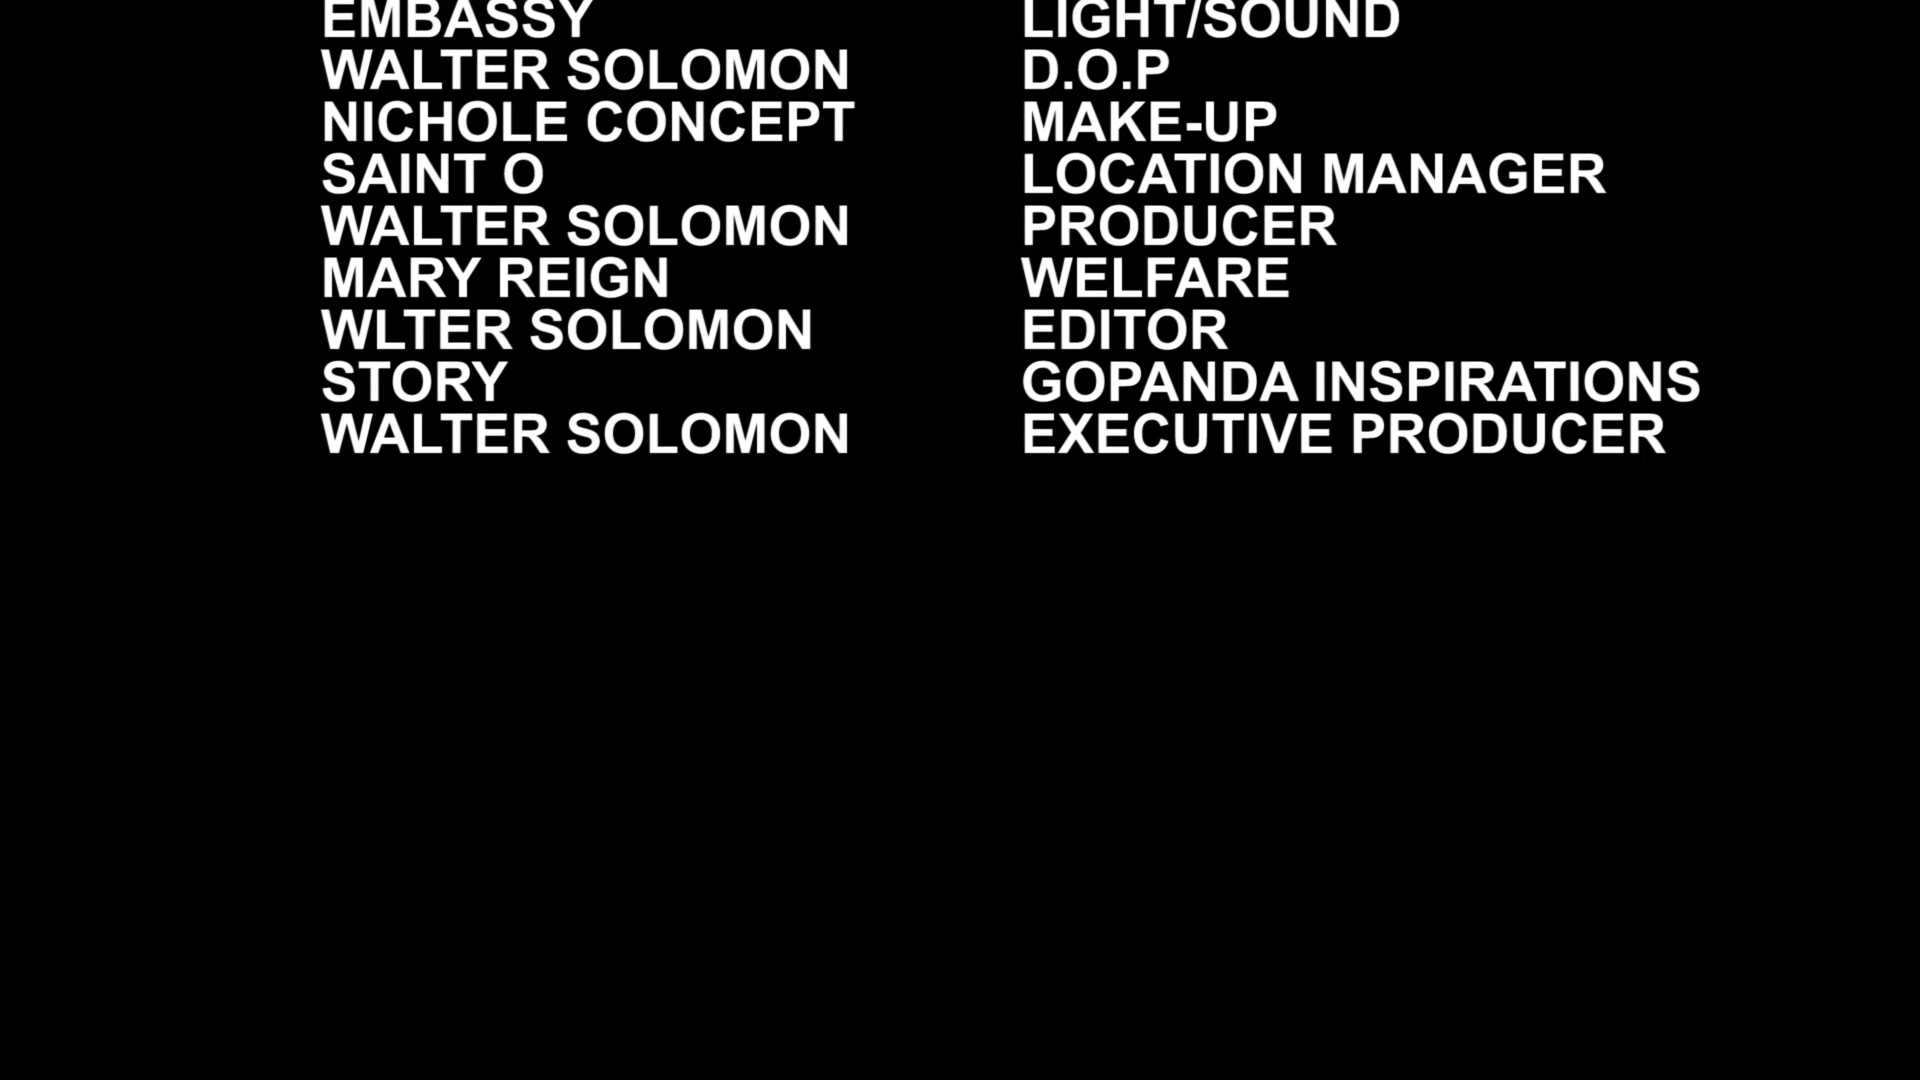 EMBASSY LIGHT/SOUND
WALTER SOLOMON D.O.P
NICHOLE CONCEPT MAKE-UP
SAINT O LOCATION MANAGER
WALTER SOLOMON PRODUCER
MARY REIGN WELFARE
WLTER SOLOMON EDITOR
STORY GOPANDA INSPIRATIONS
WALTER SOLOMON EXECUTIVE PRODUCER